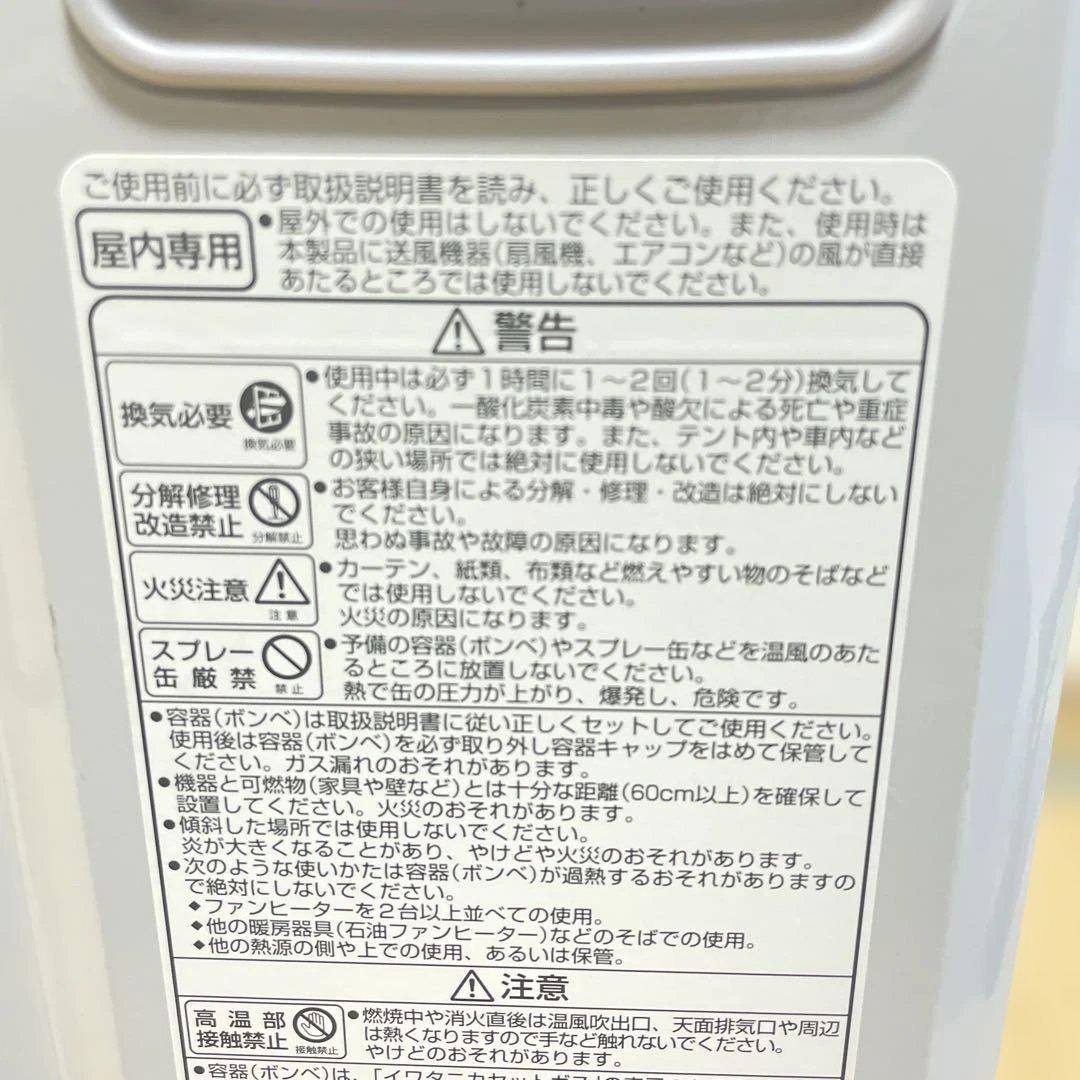 ご使用前に必ず取扱説明書を読み、正しくご使用ください。
屋内専用
●屋外での使用はしないでください。また、使用時は
本製品に送風機器(扇風機、エアコンなど)の風が直接
あたるところでは使用しないでください。
⚠警告
換気必要
換気必要
●使用中は必ず1時間に1～2回(1～2分)換気して
ください。一酸化炭素中毒や酸欠による死亡や重症
事故の原因になります。また、テント内や車内など
の狭い場所では絶対に使用しないでください。
分解修理
改造禁止
分解禁止
●お客様自身による分解・修理・改造は絶対にしない
でください。
思わぬ事故や故障の原因になります。
火災注意
注意
●カーテン、紙類、布類など燃えやすい物のそばなど
では使用しないでください。
火災の原因になります。
スプレー
缶厳禁
禁止
●予備の容器(ボンベ)やスプレー缶などを温風のあた
るところに放置しないでください。
熱で缶の圧力が上がり、爆発し、危険です。
●容器(ボンベ)は取扱説明書に従い正しくセットしてご使用ください。
使用後は容器(ボンベ)を必ず取り外し容器キャップをはめて保管して
ください。ガス漏れのおそれがあります。
●機器と可燃物(家具や壁など)とは十分な距離(60cm以上)を確保して
設置してください。火災のおそれがあります。
●傾斜した場所では使用しないでください。
炎が大きくなることがあり、やけどや火災のおそれがあります。
●次のような使いかたは容器(ボンベ)が過熱するおそれがありますの
で絶対にしないでください。
◆ファンヒーターを2台以上並べての使用。
◆他の暖房器具(石油ファンヒーター)などのそばでの使用。
◆他の熱源の側や上での使用、あるいは保管。
⚠注意
高温部
接触禁止
接触禁止
●燃焼中や消火直後は温風吹出口、天面排気口や周辺
は熱くなりますので手など触れないでください。
やけどのおそれがあります。
●容器(ボンベ)は、「イワタニカセットガス」の